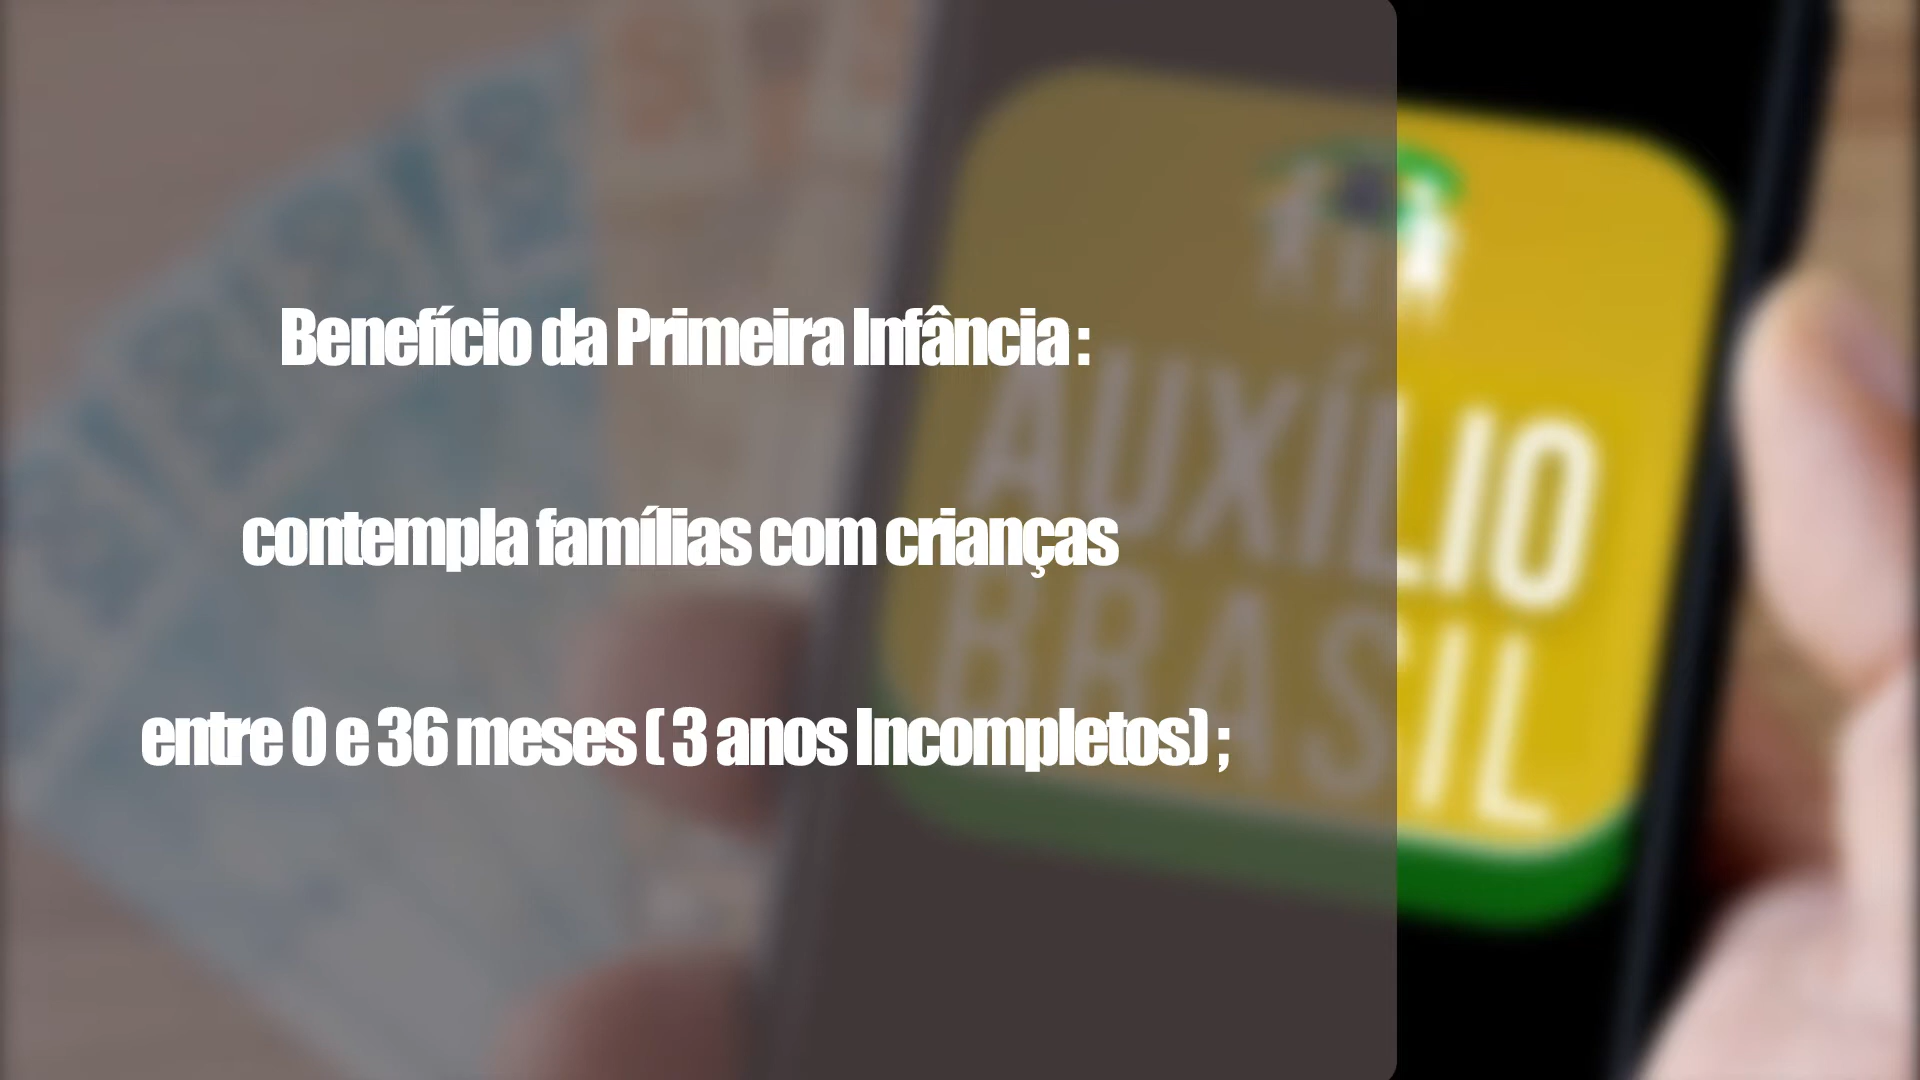 Benefício da Primeira Infância :
contempla famílias com crianças
entre 0 e 36 meses ( 3 anos Incompletos) ;
AUXÍLIO
BRASIL